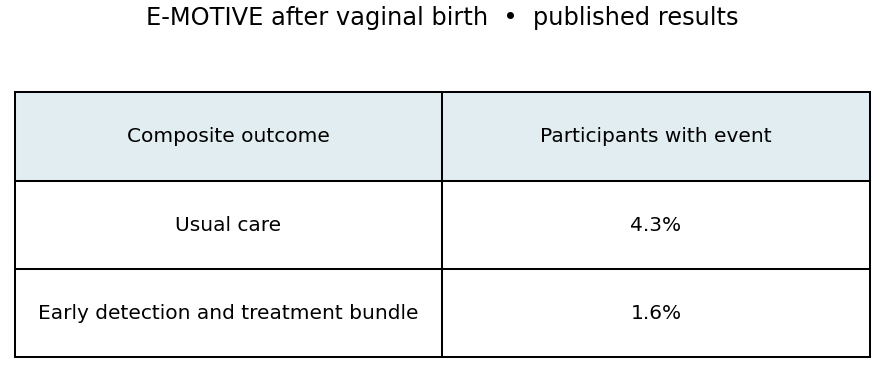 E-MOTIVE after vaginal birth • published results
Composite outcome Participants with event
Usual care 4.3%
Early detection and treatment bundle 1.6%